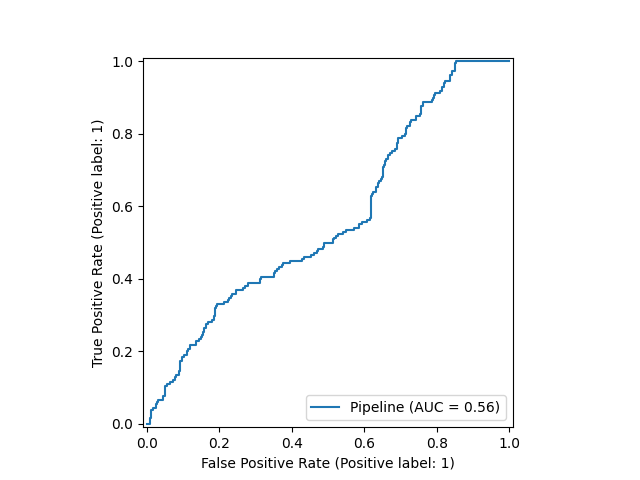 1.0
0.8
0.6
0.4
0.2
0.0
True Positive Rate (Positive label: 1)
Pipeline (AUC = 0.56)
0.0 0.2 0.4 0.6 0.8 1.0
False Positive Rate (Positive label: 1)